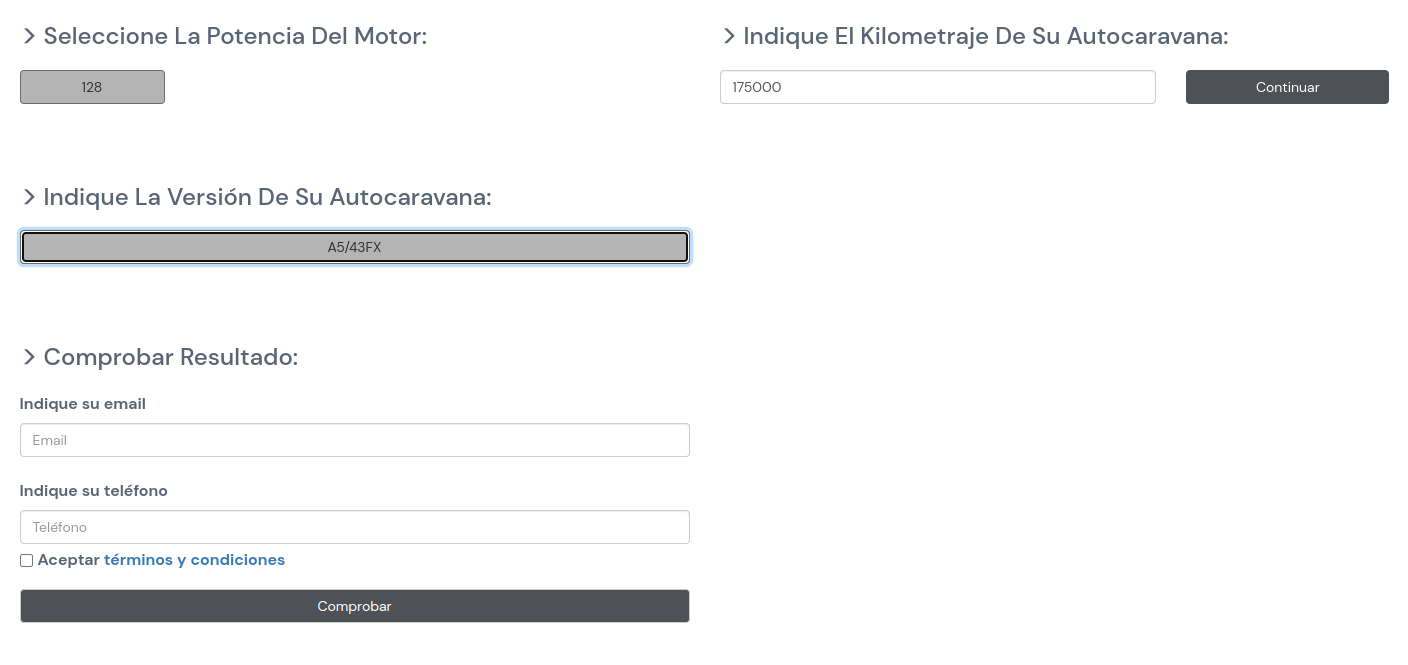 > Seleccione La Potencia Del Motor:
128
> Indique El Kilometraje De Su Autocaravana:
175000
Continuar
> Indique La Versión De Su Autocaravana:
A5/43FX
> Comprobar Resultado:
Indique su email
Email
Indique su teléfono
Teléfono
Aceptar términos y condiciones
Comprobar